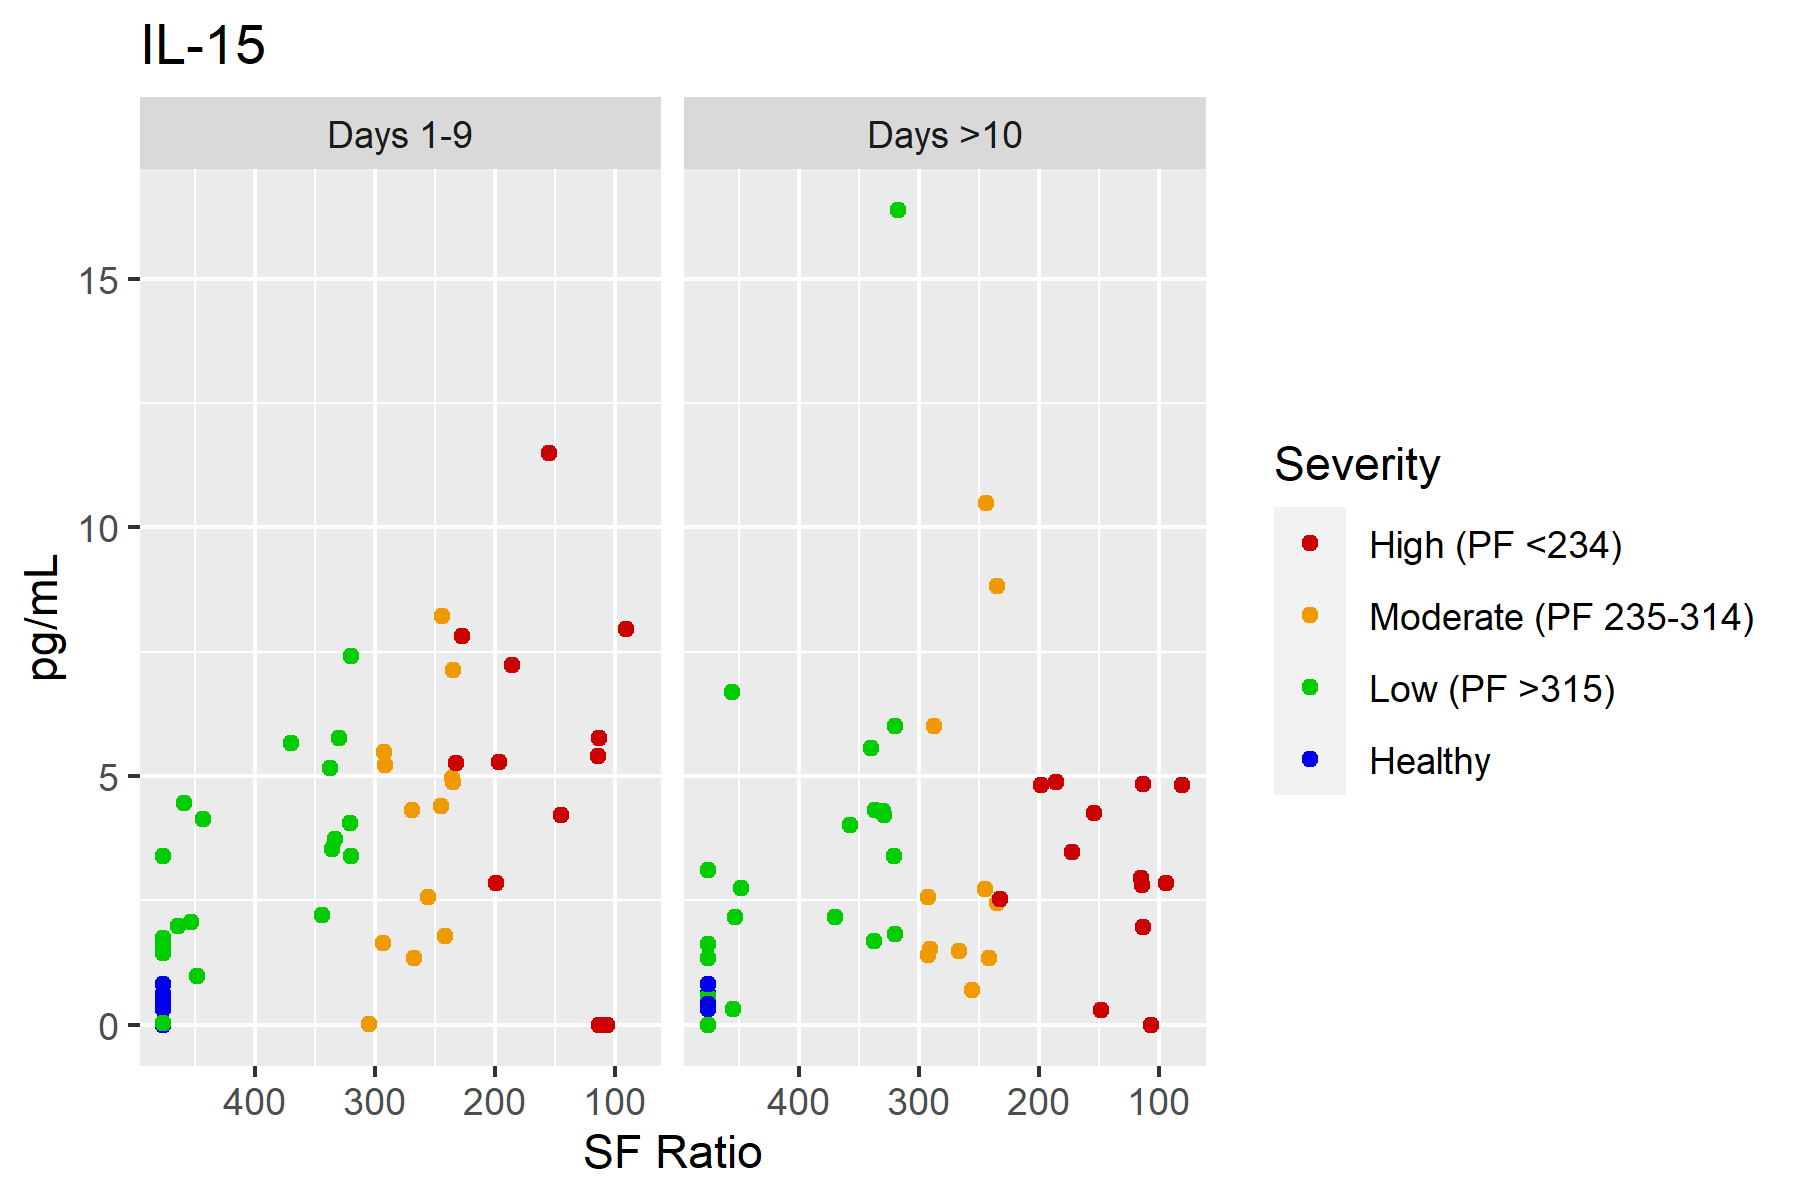 IL-15
Days 1-9
Days >10
15
10
5
0
pg/mL
400 300 200 100
400 300 200 100
SF Ratio
Severity
High (PF <234)
Moderate (PF 235-314)
Low (PF >315)
Healthy